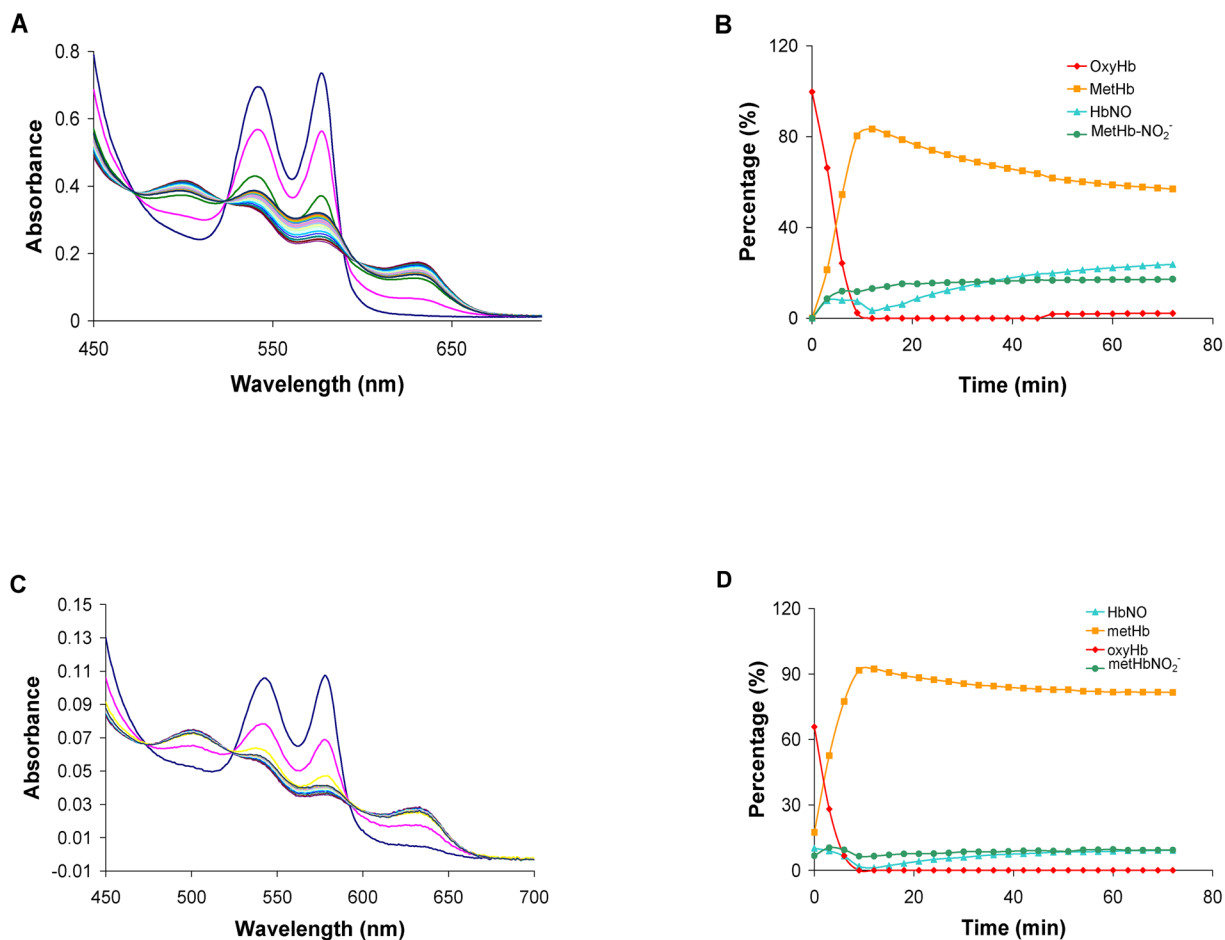 A
0.8
0.6
0.4
0.2
0
450
550
650
Absorbance
Wavelength (nm)
B
120
80
40
0
0
20
40
60
80
Percentage (%)
Time (min)
OxyHb
MetHb
HbNO
MetHb-NO₂⁻
C
0.15
0.13
0.11
0.09
0.07
0.05
0.03
0.01
-0.01
450
500
550
600
650
700
Absorbance
Wavelength (nm)
D
120
90
60
30
0
0
20
40
60
80
Percentage (%)
Time (min)
HbNO
metHb
oxyHb
metHbNO₂⁻